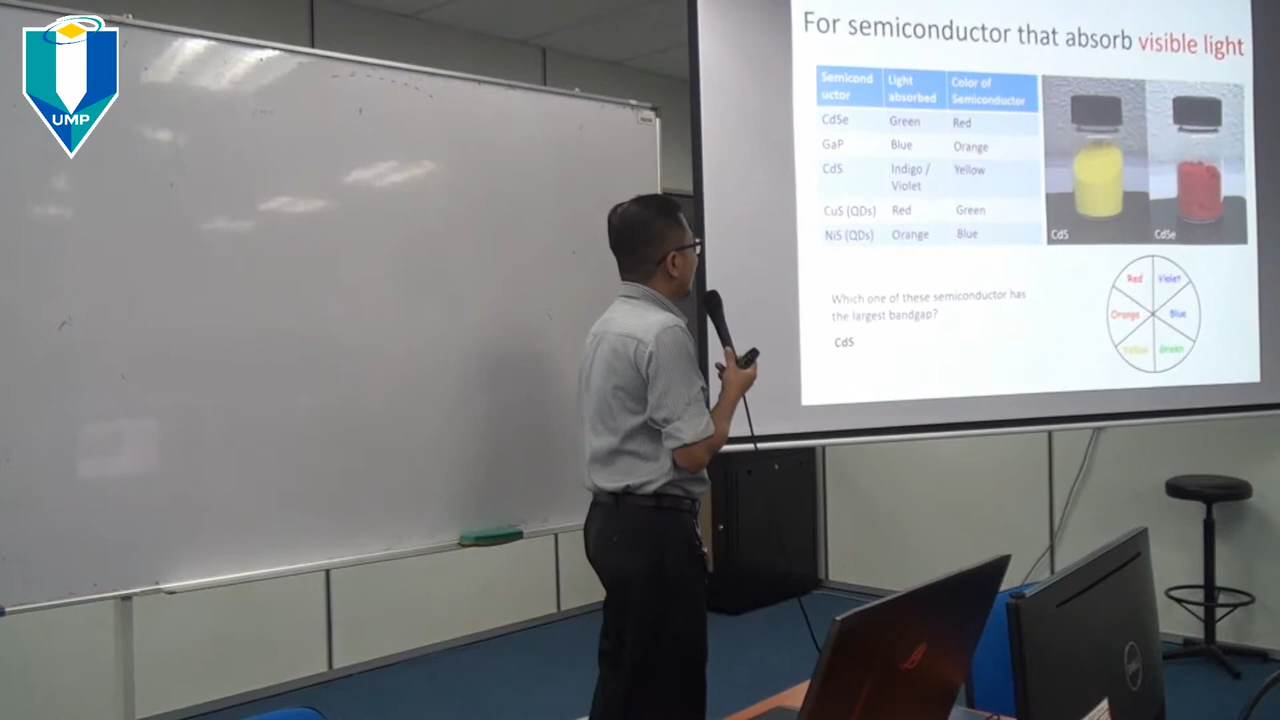 UMP
For semiconductor that absorb visible light
Semicond
uctor
Light
absorbed
Color of
Semiconductor
CdSe Green Red
GaP Blue Orange
CdS Indigo / Yellow
Violet
CuS (QDs) Red Green
NiS (QDs) Orange Blue
CdS
CdSe
Red Violet
Orange Blue
Yellow Green
Which one of these semiconductor has
the largest bandgap?
CdS